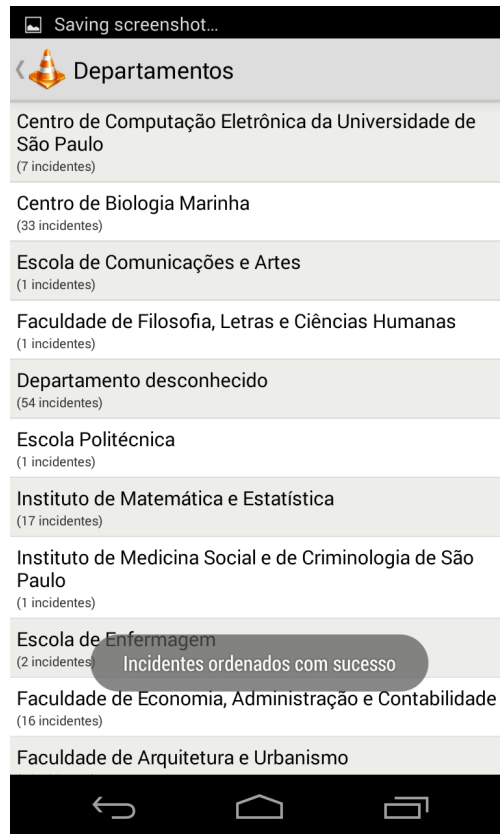 Saving screenshot...
Departamentos
Centro de Computação Eletrônica da Universidade de
São Paulo
(7 incidentes)
Centro de Biologia Marinha
(33 incidentes)
Escola de Comunicações e Artes
(1 incidentes)
Faculdade de Filosofia, Letras e Ciências Humanas
(1 incidentes)
Departamento desconhecido
(54 incidentes)
Escola Politécnica
(1 incidentes)
Instituto de Matemática e Estatística
(17 incidentes)
Instituto de Medicina Social e de Criminologia de São
Paulo
(1 incidentes)
Escola de Enfermagem
(2 incidentes)
Incidentes ordenados com sucesso
Faculdade de Economia, Administração e Contabilidade
(16 incidentes)
Faculdade de Arquitetura e Urbanismo